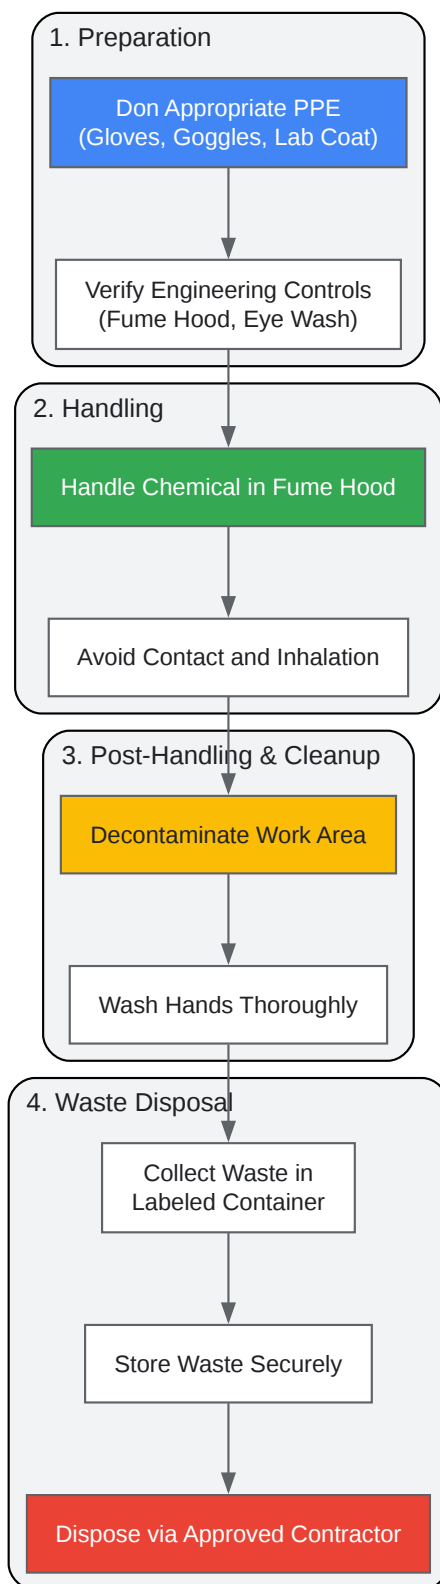 1. Preparation
Don Appropriate PPE
(Gloves, Goggles, Lab Coat)
Verify Engineering Controls
(Fume Hood, Eye Wash)
2. Handling
Handle Chemical in Fume Hood
Avoid Contact and Inhalation
3. Post-Handling & Cleanup
Decontaminate Work Area
Wash Hands Thoroughly
4. Waste Disposal
Collect Waste in
Labeled Container
Store Waste Securely
Dispose via Approved Contractor